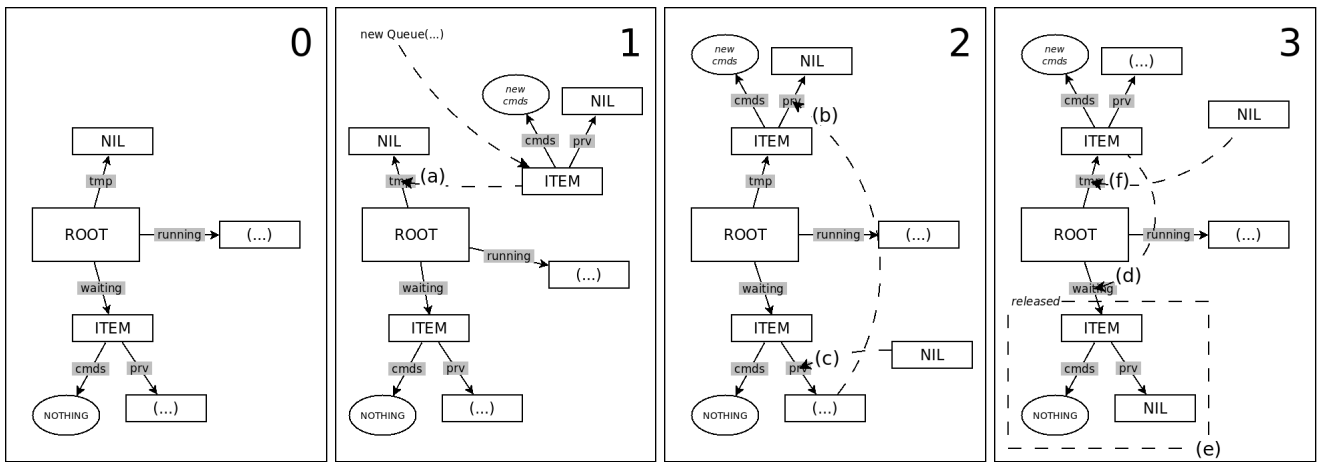 0
NIL
tmp
ROOT
running
(...)
waiting
ITEM
cmds
prv
NOTHING
(...)
1
new Queue(...)
new
cmds
NIL
NIL
cmds
prv
tmp
(a)
ITEM
ROOT
running
(...)
waiting
ITEM
cmds
prv
NOTHING
(...)
2
new
cmds
NIL
cmds
prv
(b)
ITEM
tmp
ROOT
running
(...)
waiting
ITEM
NIL
cmds
prv
(c)
NOTHING
(...)
3
new
cmds
(...)
cmds
prv
NIL
ITEM
tmp
(f)
ROOT
running
(...)
waiting
(d)
released
ITEM
cmds
prv
NOTHING
NIL
(e)